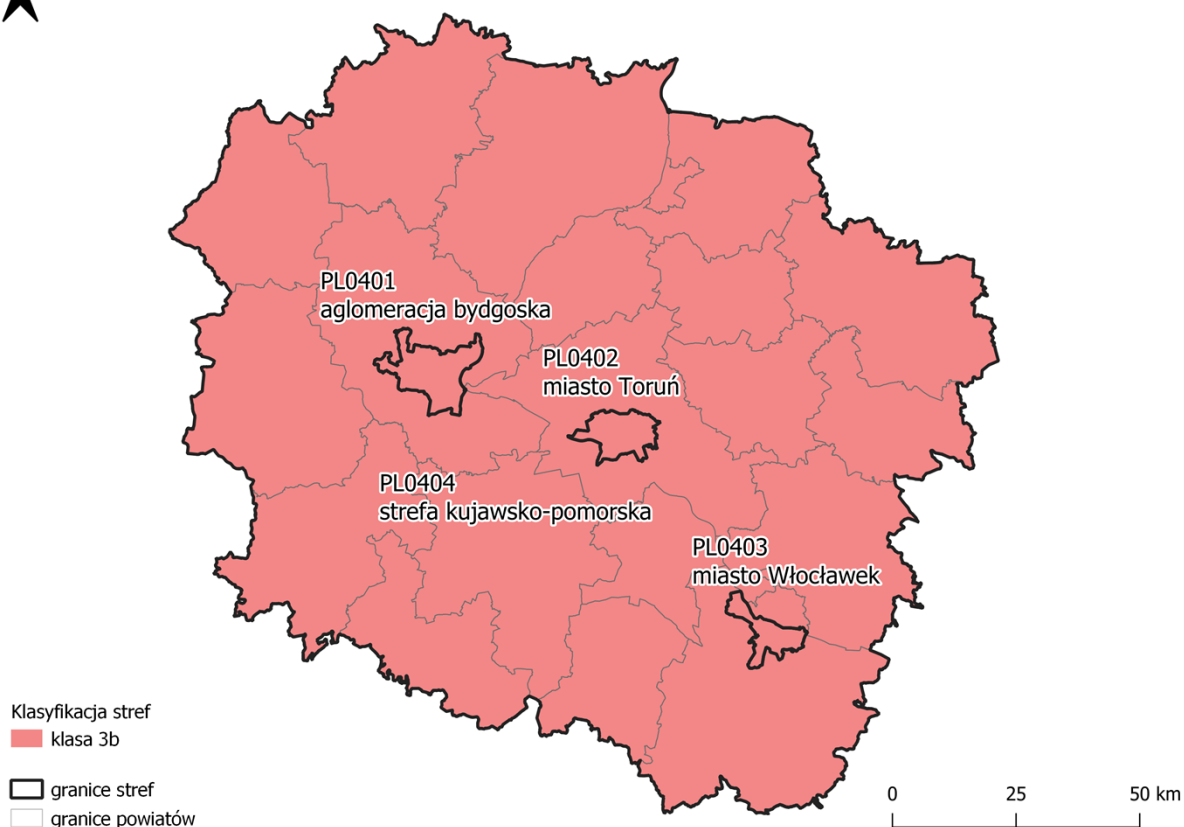 PL0401
aglomeracja bydgoska
PL0402
miasto Toruń
PL0404
strefa kujawsko-pomorska
PL0403
miasto Włocławek
Klasyfikacja stref
klasa 3b
granice stref
granice powiatów
0 25 50 km